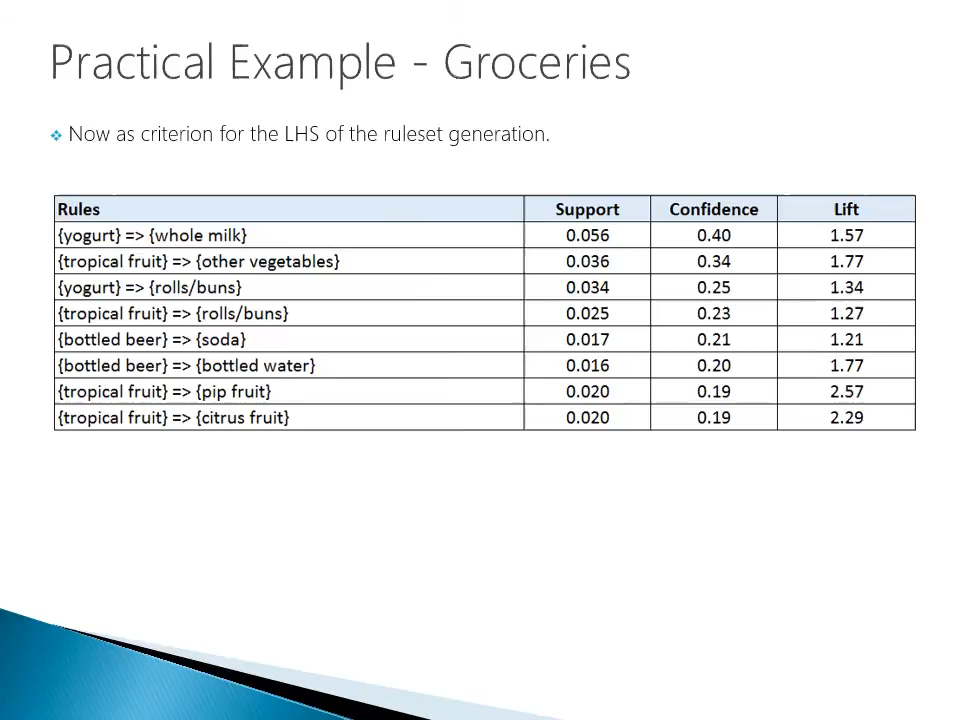 Practical Example - Groceries
Now as criterion for the LHS of the ruleset generation.
Rules Support Confidence Lift
{yogurt} => {whole milk} 0.056 0.40 1.57
{tropical fruit} => {other vegetables} 0.036 0.34 1.77
{yogurt} => {rolls/buns} 0.034 0.25 1.34
{tropical fruit} => {rolls/buns} 0.025 0.23 1.27
{bottled beer} => {soda} 0.017 0.21 1.21
{bottled beer} => {bottled water} 0.016 0.20 1.77
{tropical fruit} => {pip fruit} 0.020 0.19 2.57
{tropical fruit} => {citrus fruit} 0.020 0.19 2.29